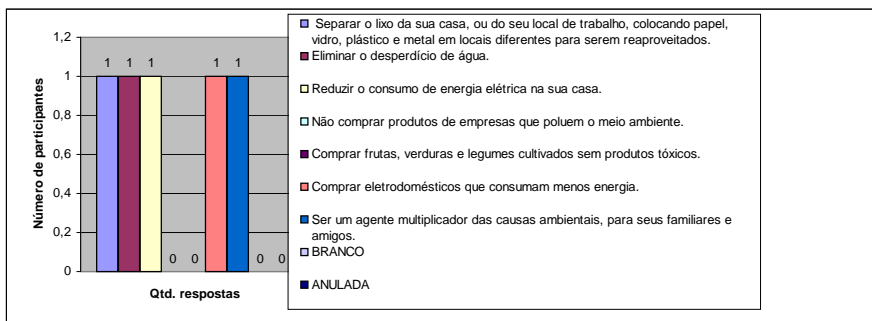 Número de participantes
1,2
1
0,8
0,6
0,4
0,2
0
1 1 1 0 0 1 1 0 0
Qtd. respostas
Separar o lixo da sua casa, ou do seu local de trabalho, colocando papel,
vidro, plástico e metal em locais diferentes para serem reaproveitados.
Eliminar o desperdício de água.
Reduzir o consumo de energia elétrica na sua casa.
Não comprar produtos de empresas que poluem o meio ambiente.
Comprar frutas, verduras e legumes cultivados sem produtos tóxicos.
Comprar eletrodomésticos que consumam menos energia.
Ser um agente multiplicador das causas ambientais, para seus familiares e
amigos.
BRANCO
ANULADA